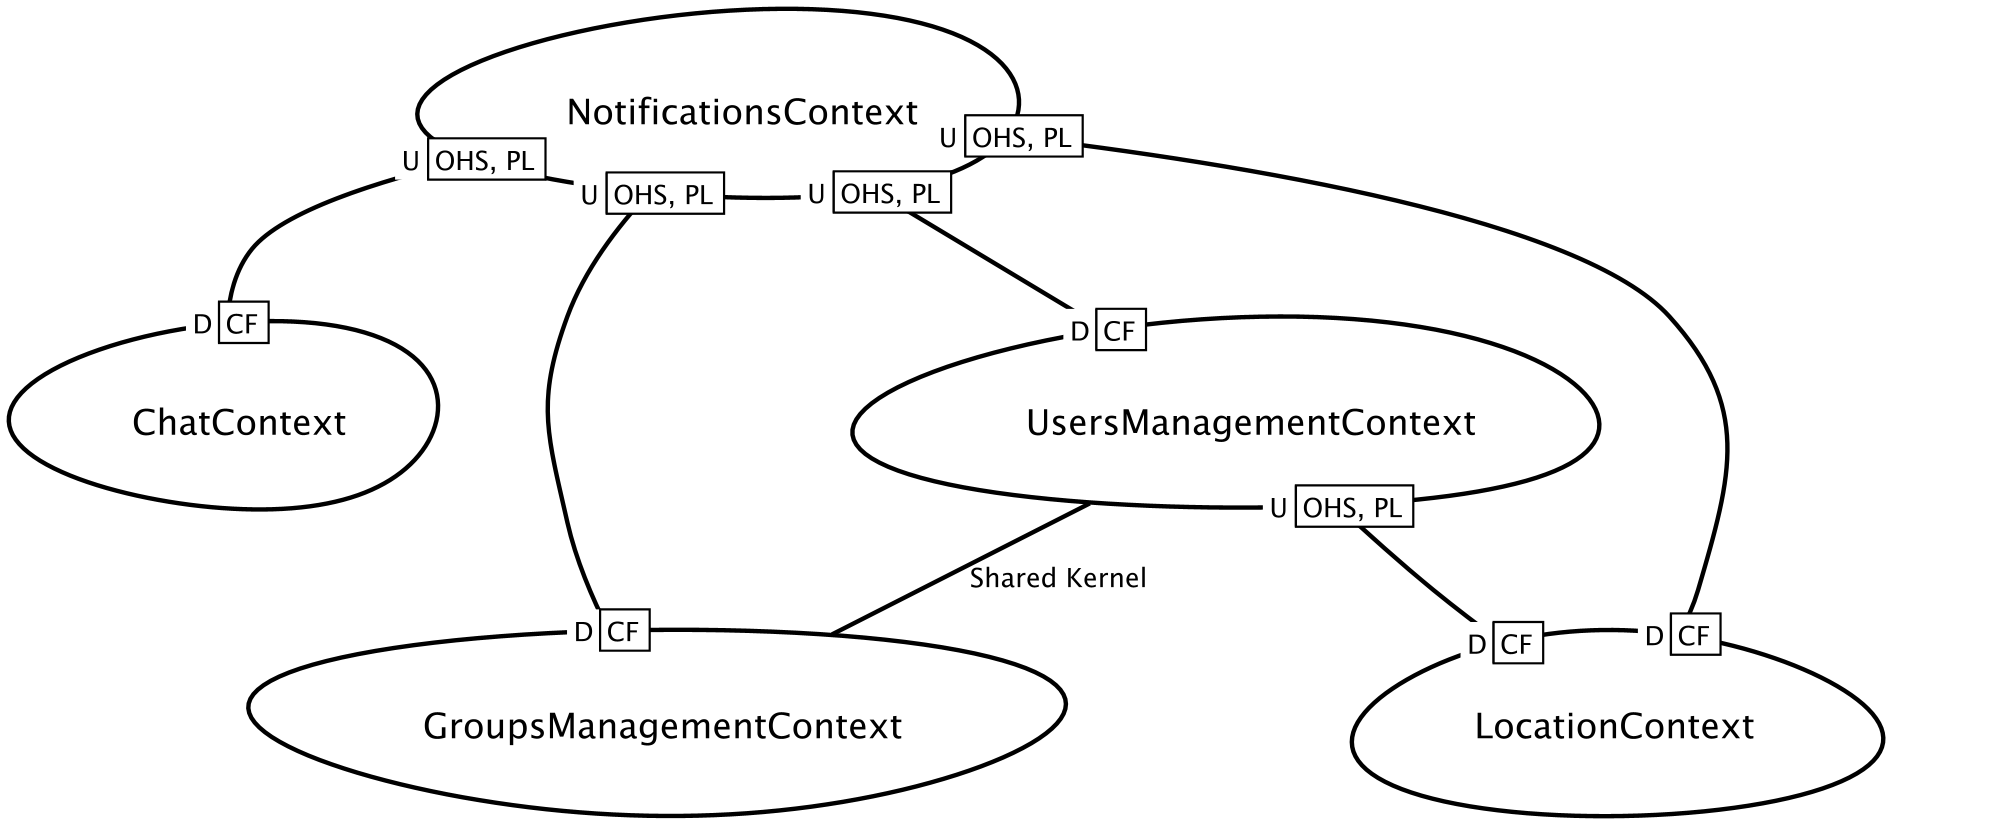 NotificationsContext
U OHS, PL
U OHS, PL
U OHS, PL
U OHS, PL
D CF
D CF
ChatContext
UsersManagementContext
U OHS, PL
Shared Kernel
D CF
D CF
D CF
GroupsManagementContext
LocationContext